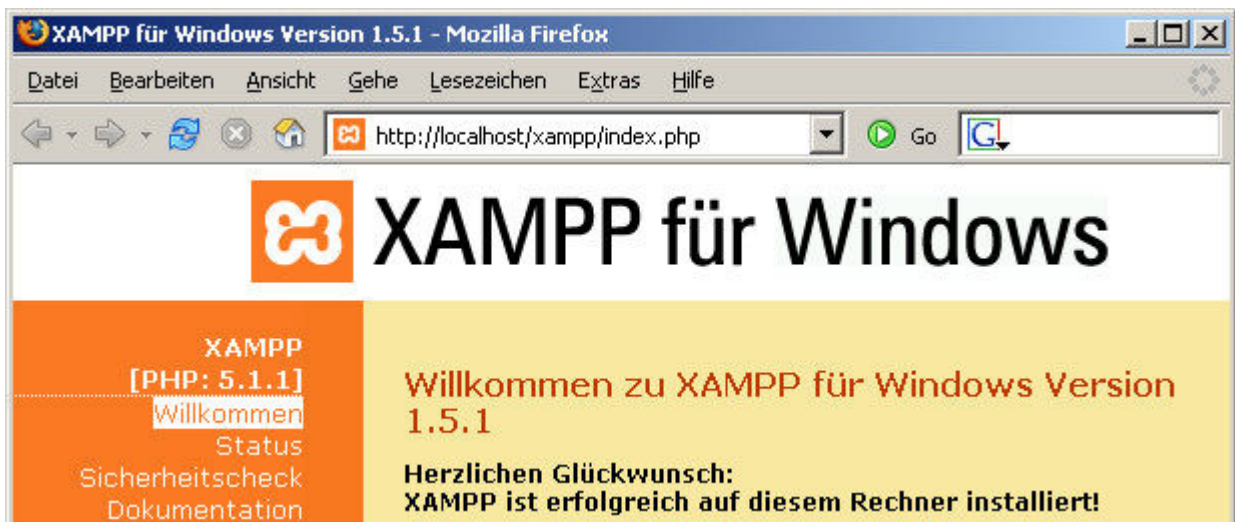 XAMPP für Windows Version 1.5.1 - Mozilla Firefox
Datei Bearbeiten Ansicht Gehe Lesezeichen Extras Hilfe
http://localhost/xampp/index.php Go G
XAMPP für Windows
XAMPP
[PHP: 5.1.1]
Willkommen
Status
Sicherheitscheck
Dokumentation
Willkommen zu XAMPP für Windows Version
1.5.1
Herzlichen Glückwunsch:
XAMPP ist erfolgreich auf diesem Rechner installiert!